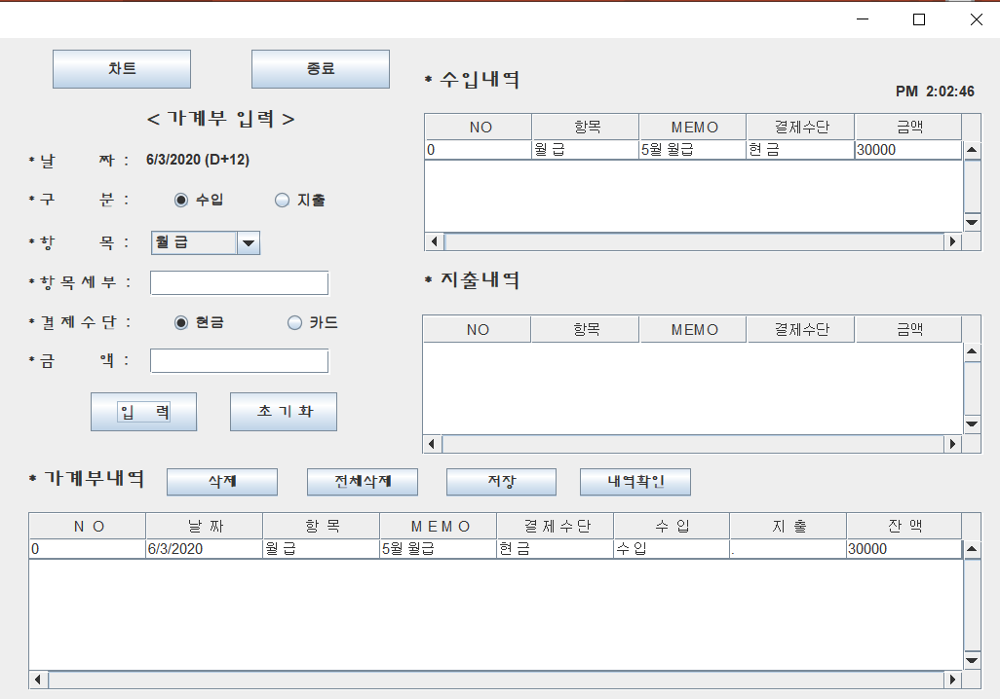 차트 종료
* 수입내역
PM 2:02:46
< 가계부 입력 >
NO 항목 MEMO 결제수단 금액
0 월급 5월 월급 현금 30000
* 날 짜 : 6/3/2020 (D+12)
* 구 분 : 수입 지출
* 항 목 : 월급
* 항목세부 :
* 지출내역
* 결제수단 : 현금 카드
NO 항목 MEMO 결제수단 금액
* 금 액 :
입 력 초기화
* 가계부내역 삭제 전체삭제 저장 내역확인
NO 날짜 항목 MEMO 결제수단 수입 지출 잔액
0 6/3/2020 월급 5월 월급 현금 수입 . 30000